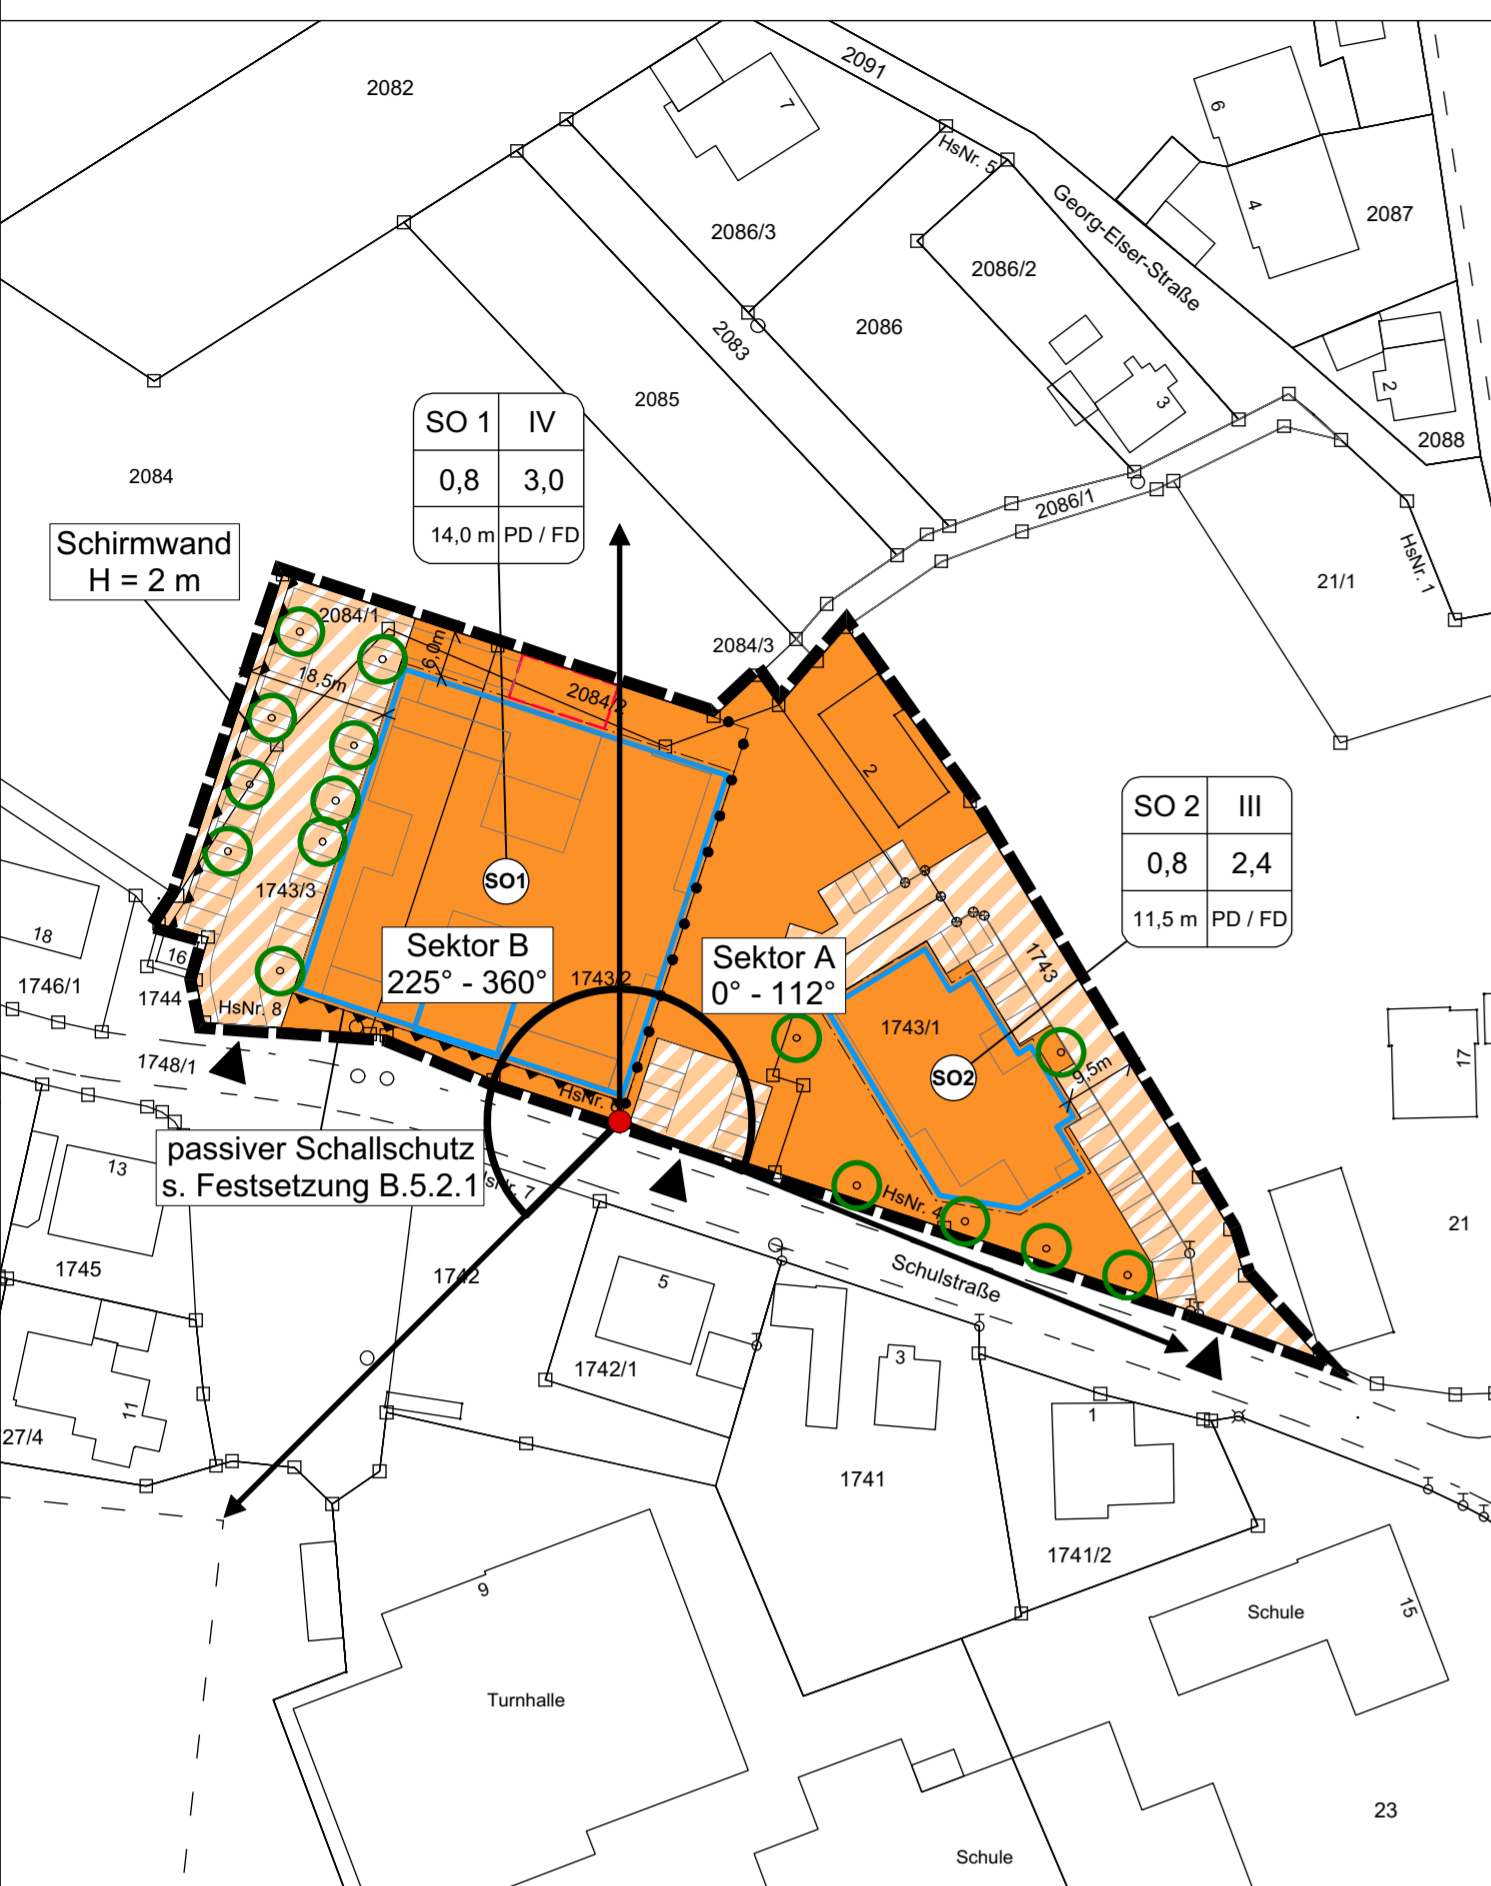 2082
2091
7
6
HsNr. 5
4
2087
Georg-Elser-Straße
2086/3
2086/2
2086
2083
3
2
2088
2085
SO 1 IV
0,8 3,0
14,0 m PD / FD
2084
2086/1
HsNr. 1
21/1
Schirmwand
H = 2 m
2084/1
6,0m
18,5m
2084/3
2084/2
2
SO 2 III
0,8 2,4
11,5 m PD / FD
SO1
1743/3
18
16
1746/1
1744
HsNr. 8
Sektor B
225° - 360°
1743/2
Sektor A
0° - 112°
1743
1743/1
SO2
9,5m
17
1748/1
HsNr.
passiver Schallschutz
s. Festsetzung B.5.2.1
HsNr. 7
13
HsNr. 4
21
1745
1742
Schulstraße
5
1742/1
3
11
27/4
1
1741
1741/2
9
Schule
15
Turnhalle
23
Schule